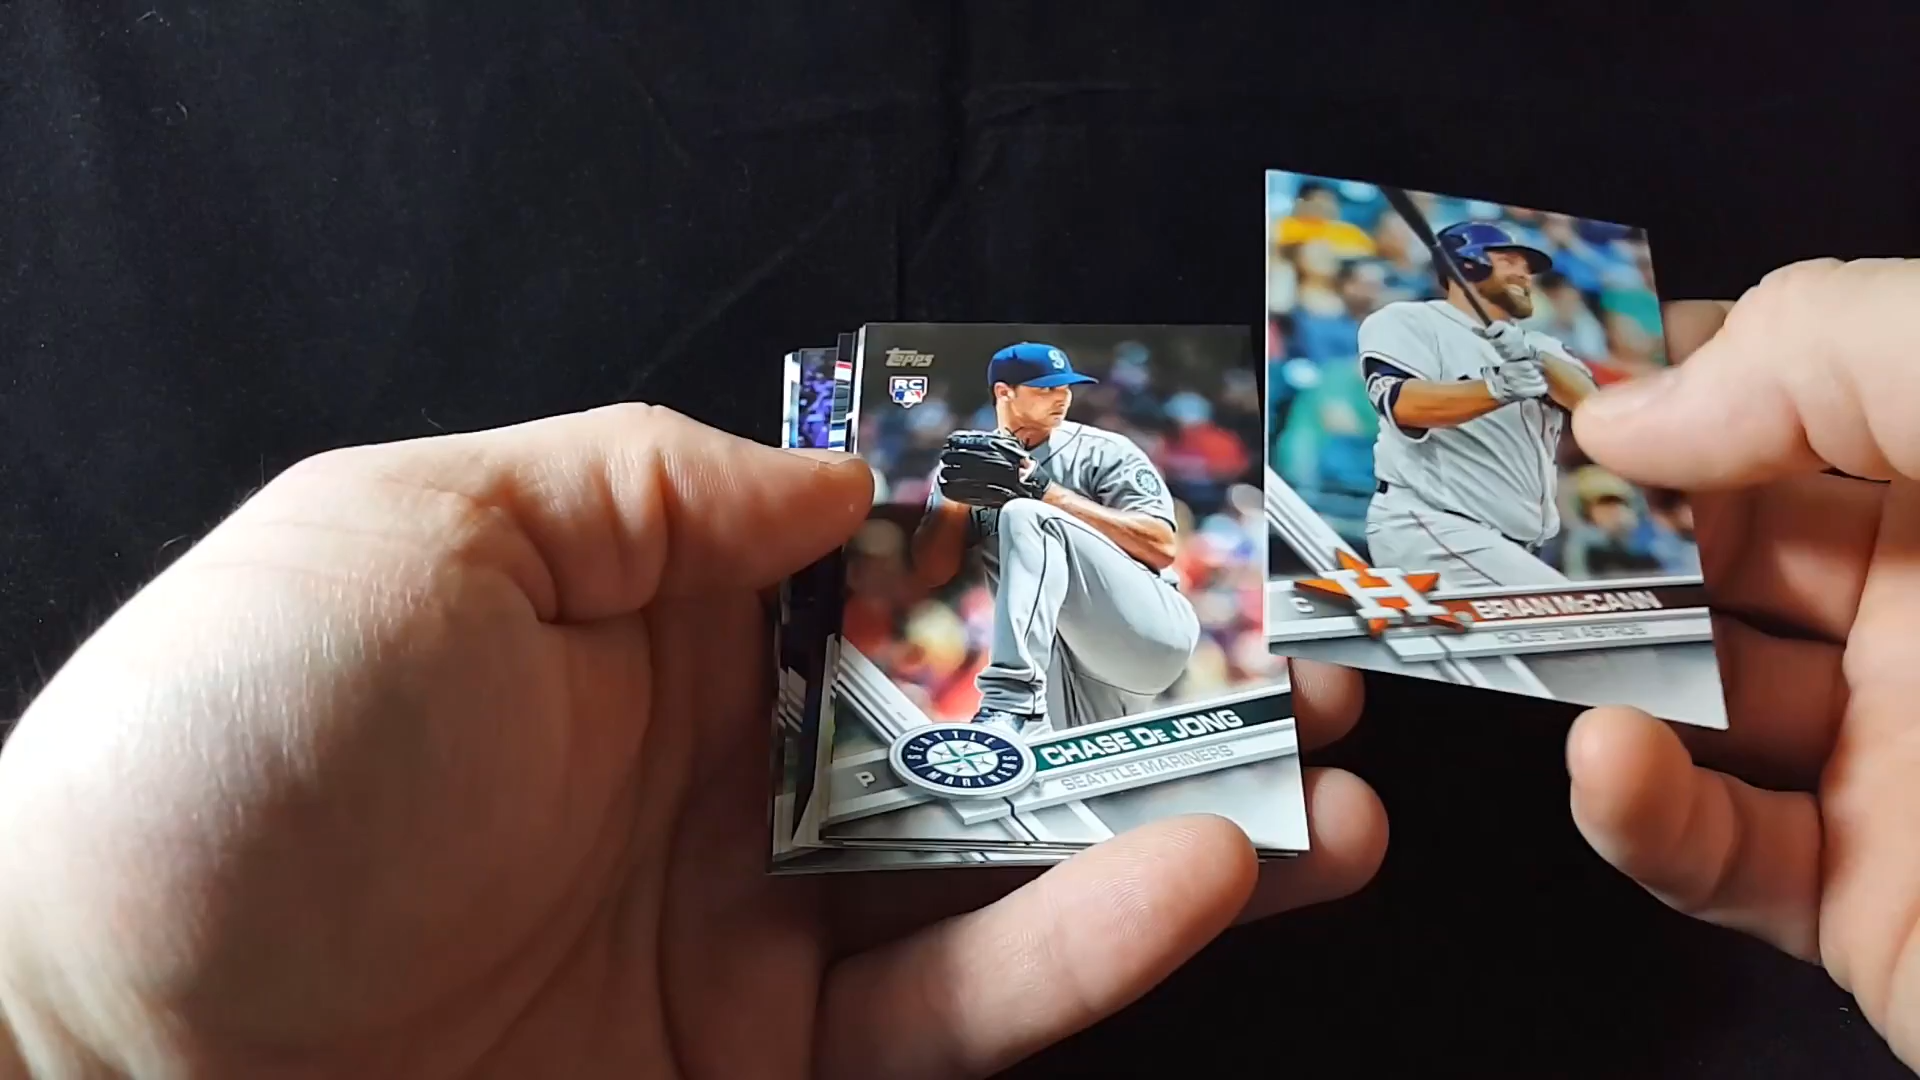 Topps
RC
S
P
SEATTLE
MARINERS
CHASE De JONG
SEATTLE MARINERS
C
H
BRIAN McCANN
HOUSTON ASTROS